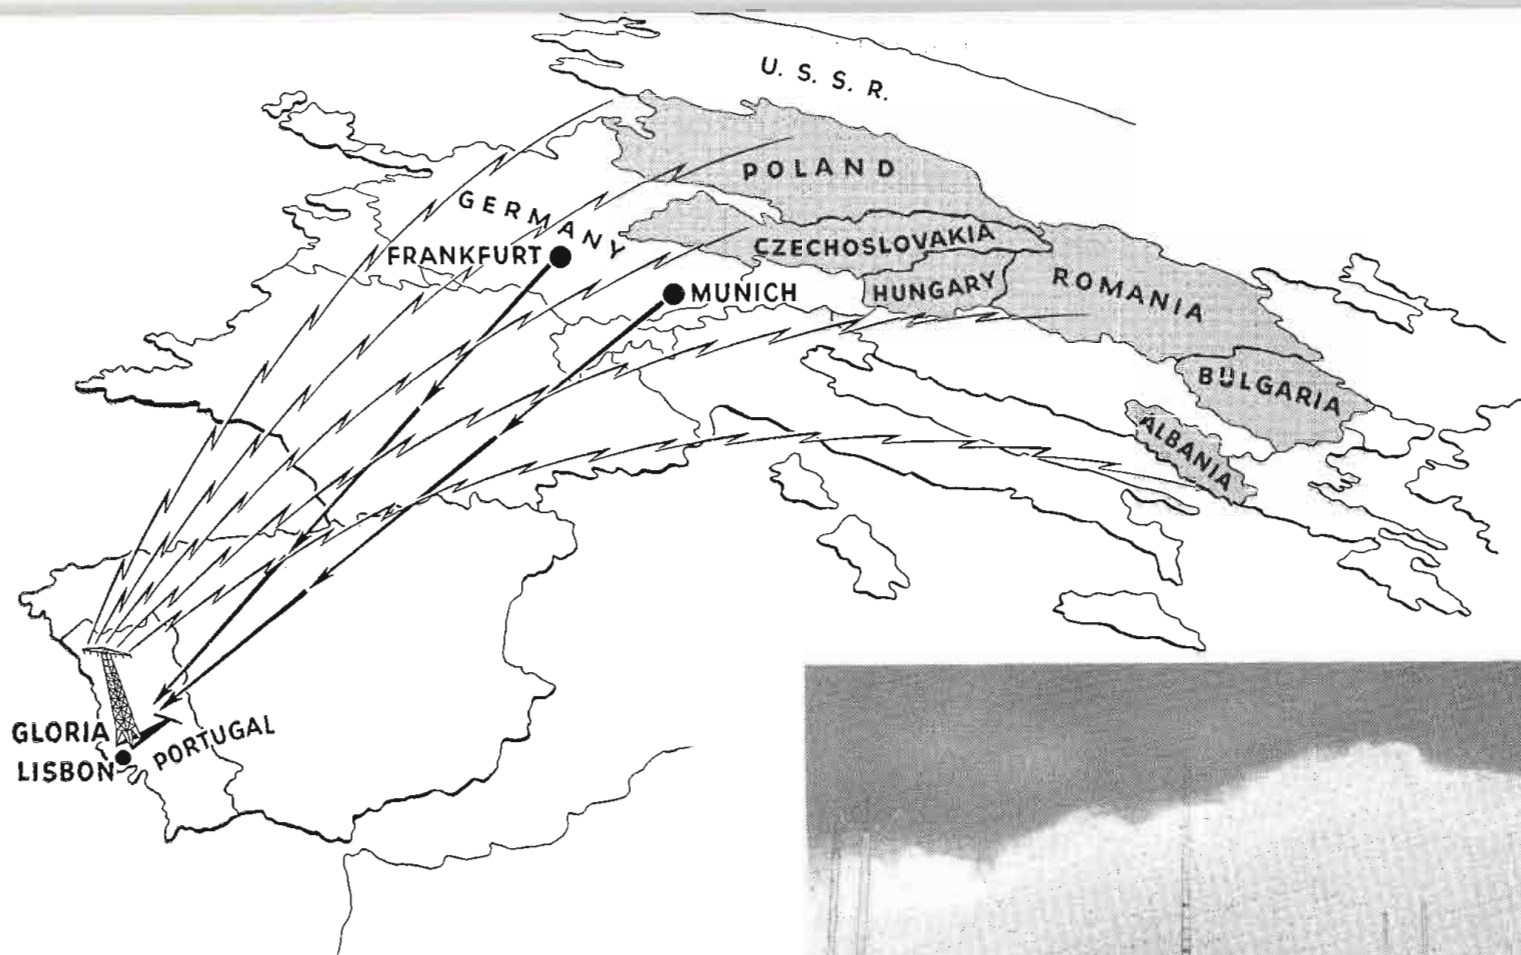 U. S. S. R.
POLAND
GERMANY
CZECHOSLOVAKIA
FRANKFURT
HUNGARY
ROMANIA
MUNICH
BULGARIA
ALBANIA
GLORIA
PORTUGAL
LISBON